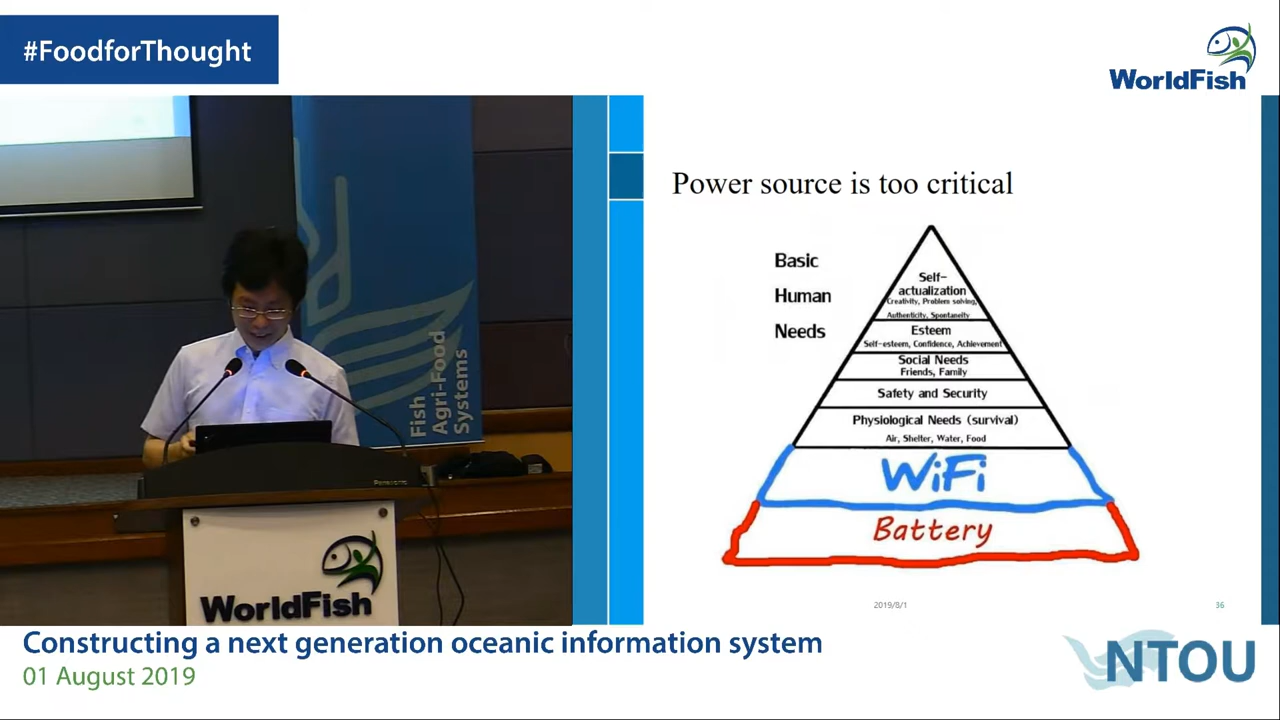 #FoodforThought
WorldFish
Fish
Agri-Food
Systems
Panasonic
WorldFish
Power source is too critical
Basic
Human
Needs
Self-
actualization
Creativity, Problem solving,
Authenticity, Spontaneity
Esteem
Self-esteem, Confidence, Achievement
Social Needs
Friends, Family
Safety and Security
Physiological Needs (survival)
Air, Shelter, Water, Food
WiFi
Battery
2019/8/1
36
Constructing a next generation oceanic information system
01 August 2019
NTOU